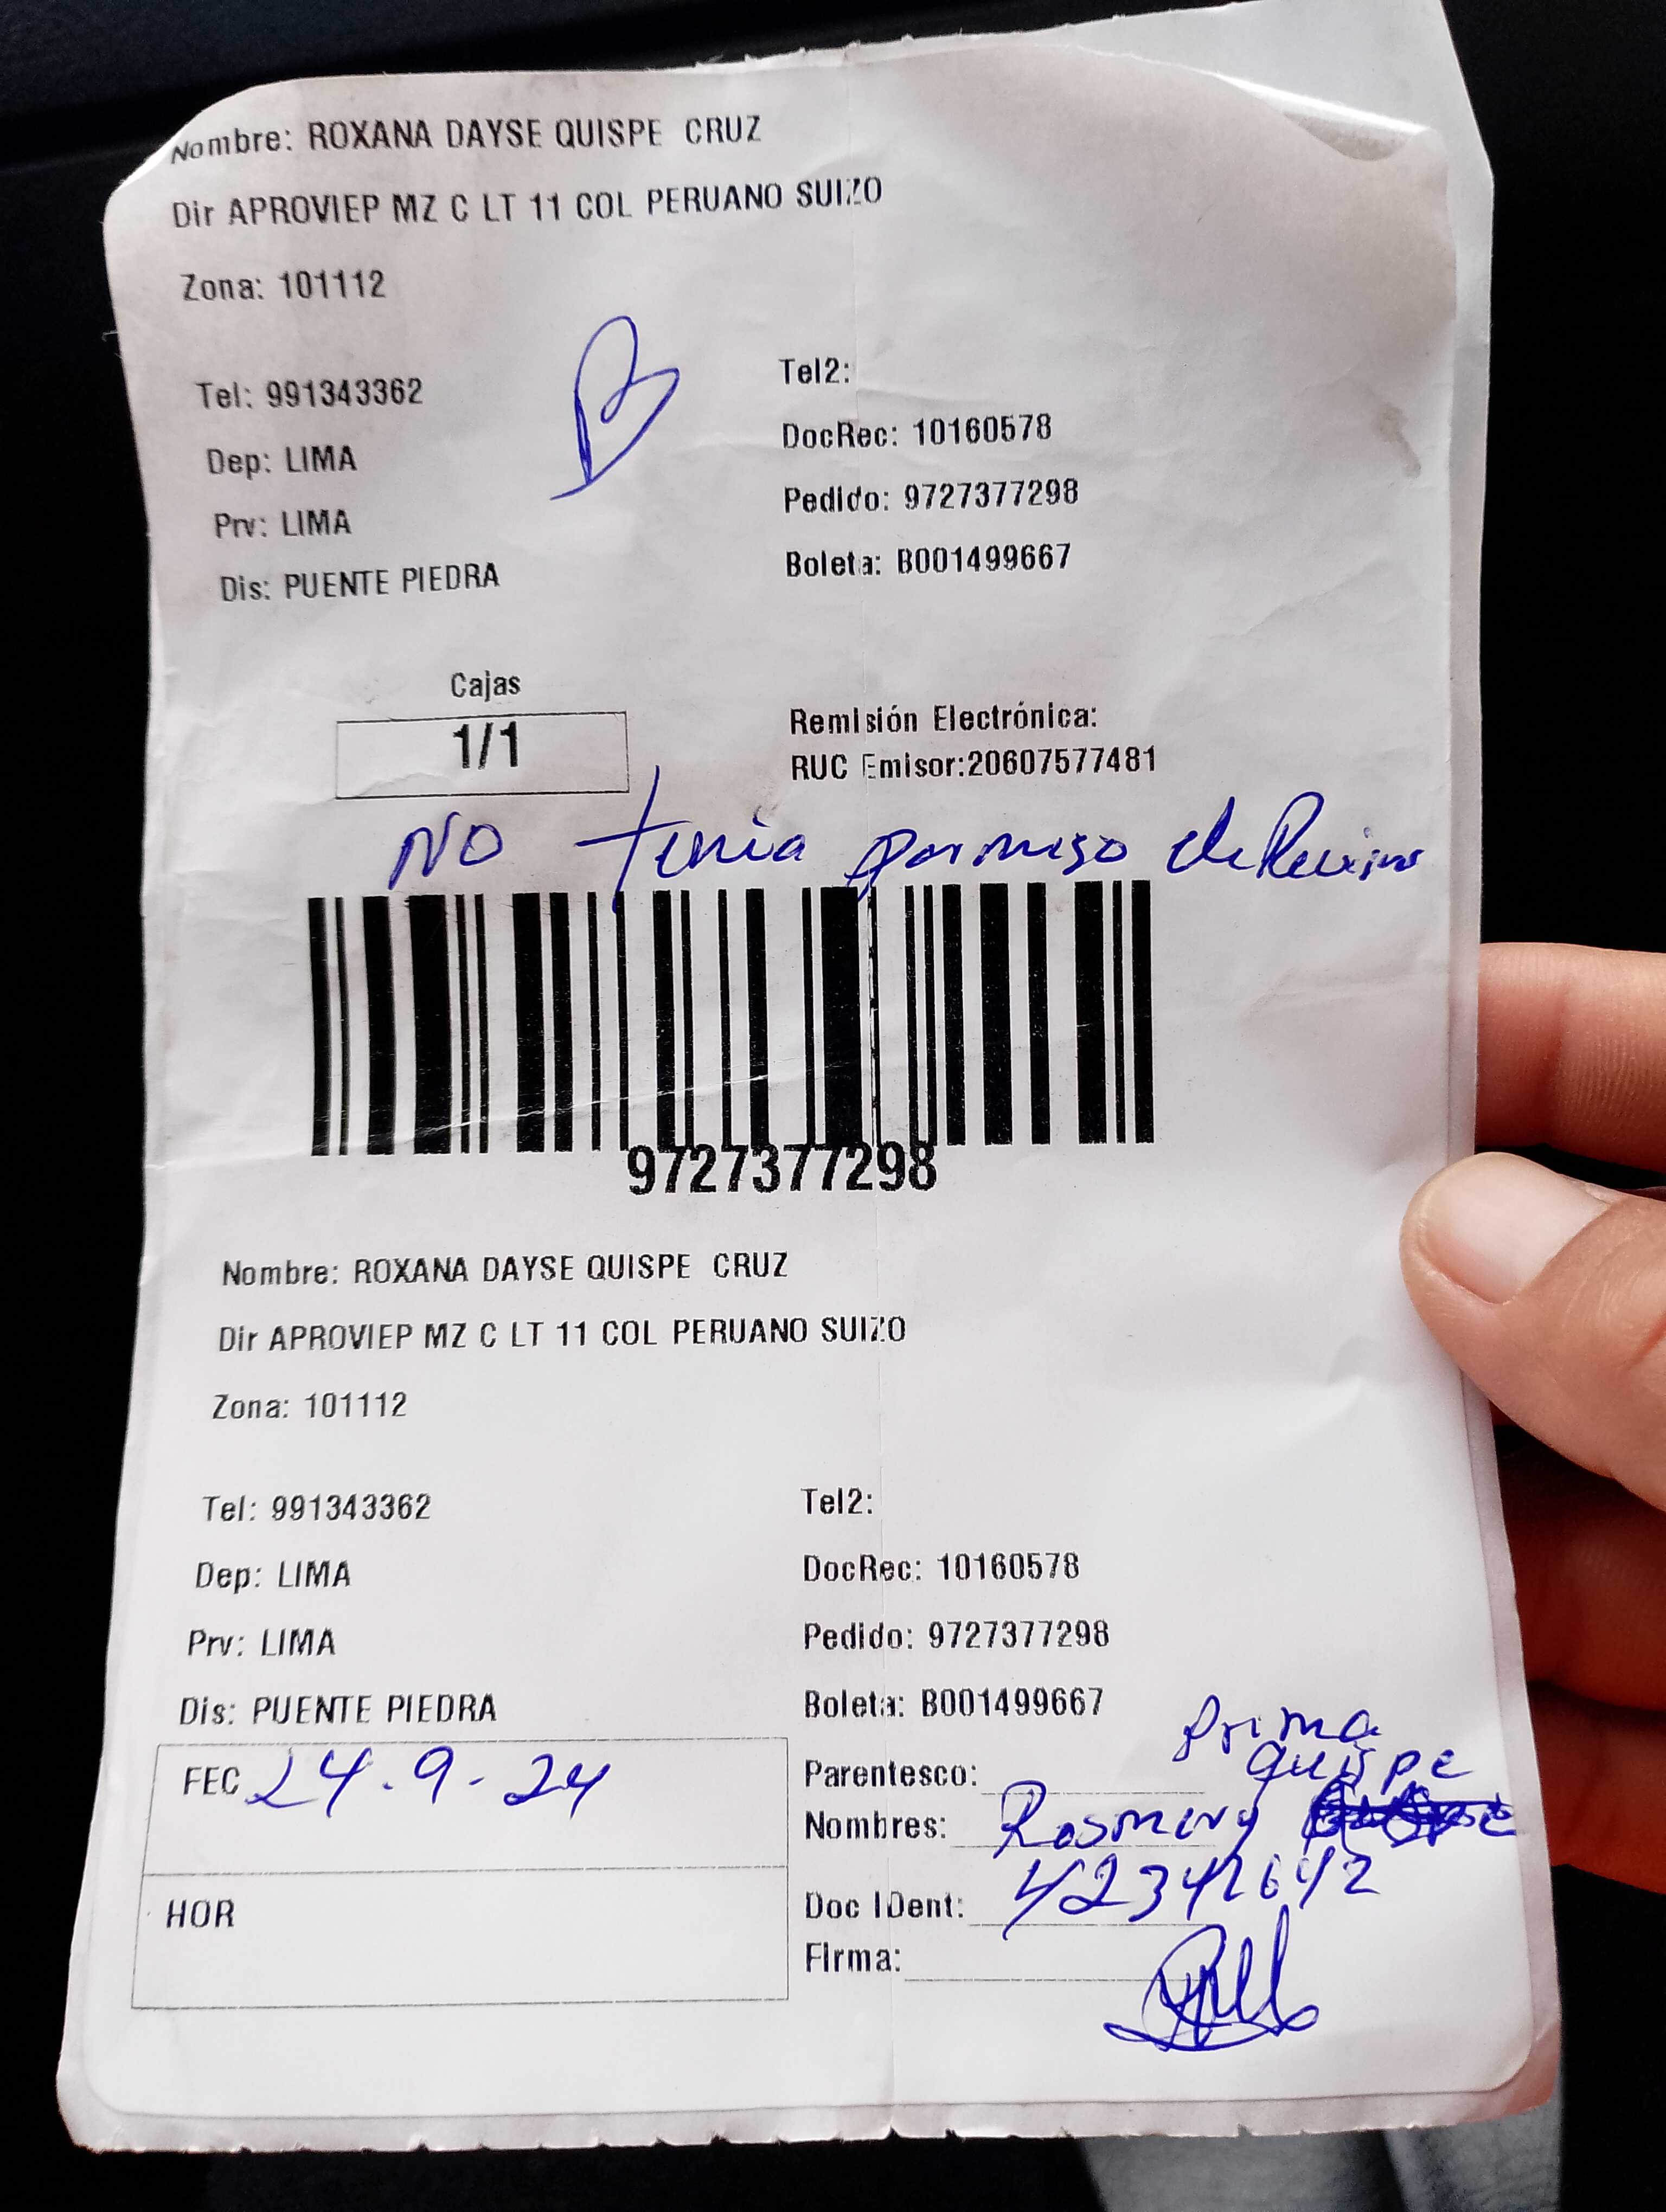 Nombre: ROXANA DAYSE QUISPE CRUZ
Dir APROVIEP MZ C LT 11 COL PERUANO SUIZO
Zona: 101112
B
Tel: 991343362
Dep: LIMA
Prv: LIMA
Dis: PUENTE PIEDRA
Tel2:
DocRec: 10160578
Pedido: 9727377298
Boleta: B001499667
Cajas
1/1
Remisión Electrónica:
RUC Emisor:20607577481
NO tenia permiso de
9727377298
Nombre: ROXANA DAYSE QUISPE CRUZ
Dir APROVIEP MZ C LT 11 COL PERUANO SUIZO
Zona: 101112
Tel: 991343362
Dep: LIMA
Prv: LIMA
Dis: PUENTE PIEDRA
Tel2:
DocRec: 10160578
Pedido: 9727377298
Boleta: B001499667
FEC 24.9-24
HOR
Parentesco: Prima
Quispe
Nombres: Rosmery
Doc IDent: 42342642
Firma: